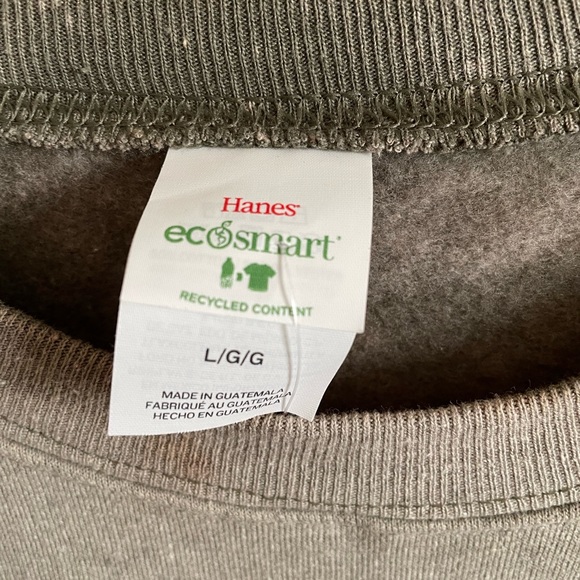 Hanes
ecosmart
RECYCLED CONTENT
L/G/G
MADE IN GUATEMALA
FABRIQUÉ AU GUATEMALA
HECHO EN GUATEMALA